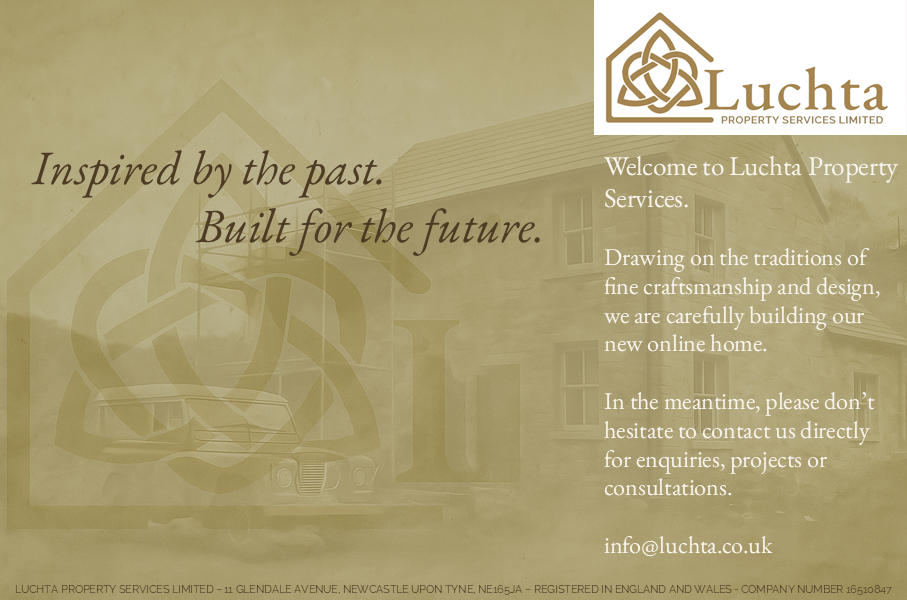 Luchta
PROPERTY SERVICES LIMITED
Inspired by the past.
Built for the future.
Welcome to Luchta Property
Services.
Drawing on the traditions of
fine craftsmanship and design,
we are carefully building our
new online home.
In the meantime, please don’t
hesitate to contact us directly
for enquiries, projects or
consultations.
info@luchta.co.uk
Lu
LUCHTA PROPERTY SERVICES LIMITED – 11 GLENDALE AVENUE, NEWCASTLE UPON TYNE, NE165JA – REGISTERED IN ENGLAND AND WALES - COMPANY NUMBER 16510847